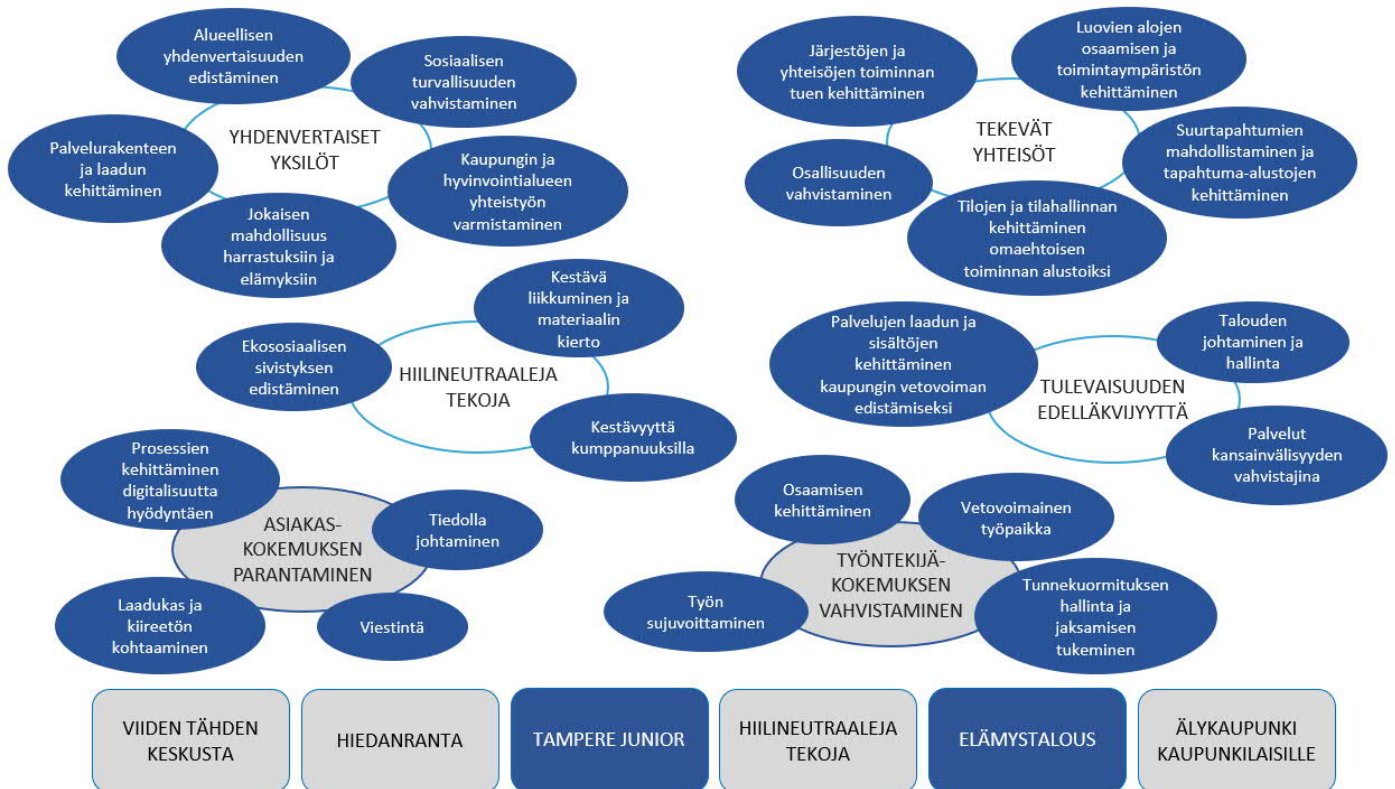 Alueellisen
yhdenvertaisuuden
edistäminen
Sosiaalisen
turvallisuuden
vahvistaminen
YHDENVERTAISET
YKSILÖT
Palvelurakenteen
ja laadun
kehittäminen
Kaupungin ja
hyvinvointialueen
yhteistyön
varmistaminen
Jokaisen
mahdollisuus
harrastuksiin ja
elämyksiin
Järjestöjen ja
yhteisöjen toiminnan
tuen kehittäminen
Luovien alojen
osaamisen ja
toimintaympäristön
kehittäminen
TEKEVÄT
YHTEISÖT
Suurtapahtumien
mahdollistaminen ja
tapahtuma-alustojen
kehittäminen
Osallisuuden
vahvistaminen
Tilojen ja tilahallinnan
kehittäminen
omaehtoisen
toiminnan alustoiksi
Kestävä
liikkuminen ja
materiaalin
kierto
Ekososiaalisen
sivistyksen
edistäminen
HIILINEUTRAALEJA
TEKOJA
Kestävyyttä
kumppanuuksilla
Palvelujen laadun ja
sisältöjen
kehittäminen
kaupungin vetovoiman
edistämiseksi
Talouden
johtaminen ja
hallinta
TULEVAISUUDEN
EDELLÄKVIJYYTTÄ
Palvelut
kansainvälisyyden
vahvistajina
Prosessien
kehittäminen
digitalisuutta
hyödyntäen
ASIAKAS-
KOKEMUKSEN
PARANTAMINEN
Tiedolla
johtaminen
Laadukas ja
kiireetön
kohtaaminen
Viestintä
Osaamisen
kehittäminen
Vetovoimainen
työpaikka
TYÖNTEKIJÄ-
KOKEMUKSEN
VAHVISTAMINEN
Työn
sujuvoittaminen
Tunnekuormituksen
hallinta ja
jaksamisen
tukeminen
VIIDEN TÄHDEN
KESKUSTA
HIEDANRANTA
TAMPERE JUNIOR
HIILINEUTRAALEJA
TEKOJA
ELÄMYSTALOUS
ÄLYKAUPUNKI
KAUPUNKILAISILLE